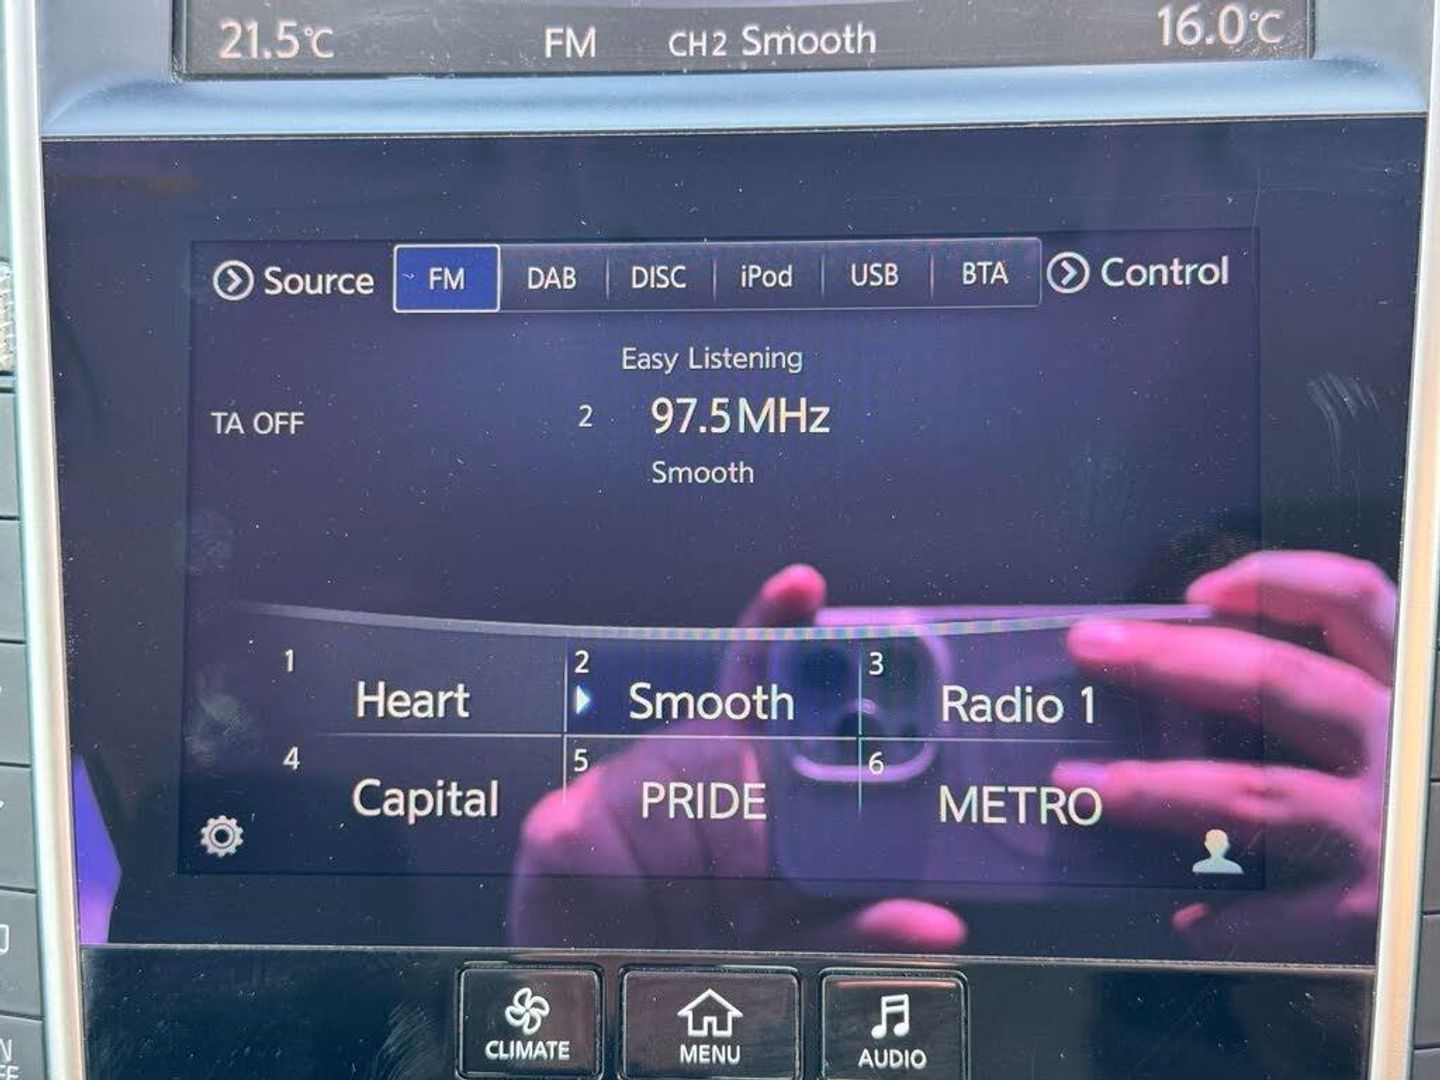 21.5°C FM CH2 Smooth 16.0°C
Source FM DAB DISC iPod USB BTA Control
Easy Listening
TA OFF 2 97.5MHz
Smooth
1 Heart 2 Smooth 3 Radio 1
4 Capital 5 PRIDE 6 METRO
CLIMATE MENU AUDIO